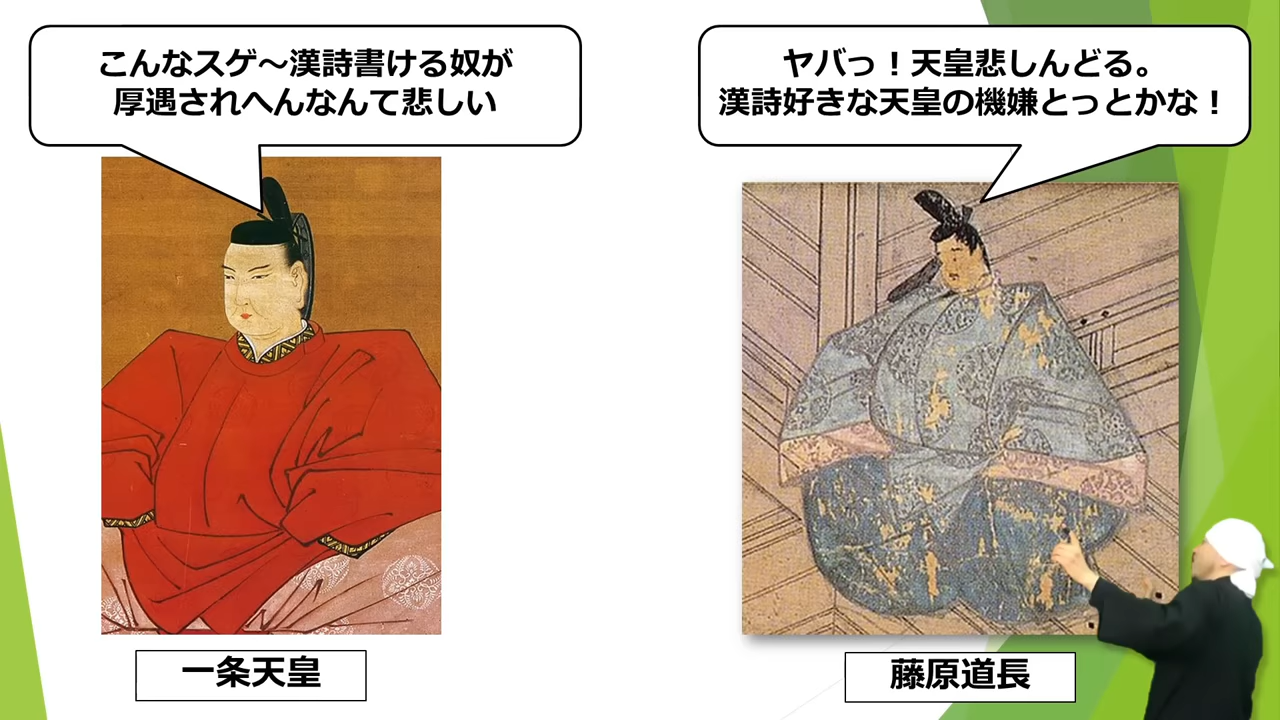 こんなスゲ～漢詩書ける奴が
厚遇されへんなんて悲しい
ヤバっ！天皇悲しんどる。
漢詩好きな天皇の機嫌とっとかな！
一条天皇
藤原道長